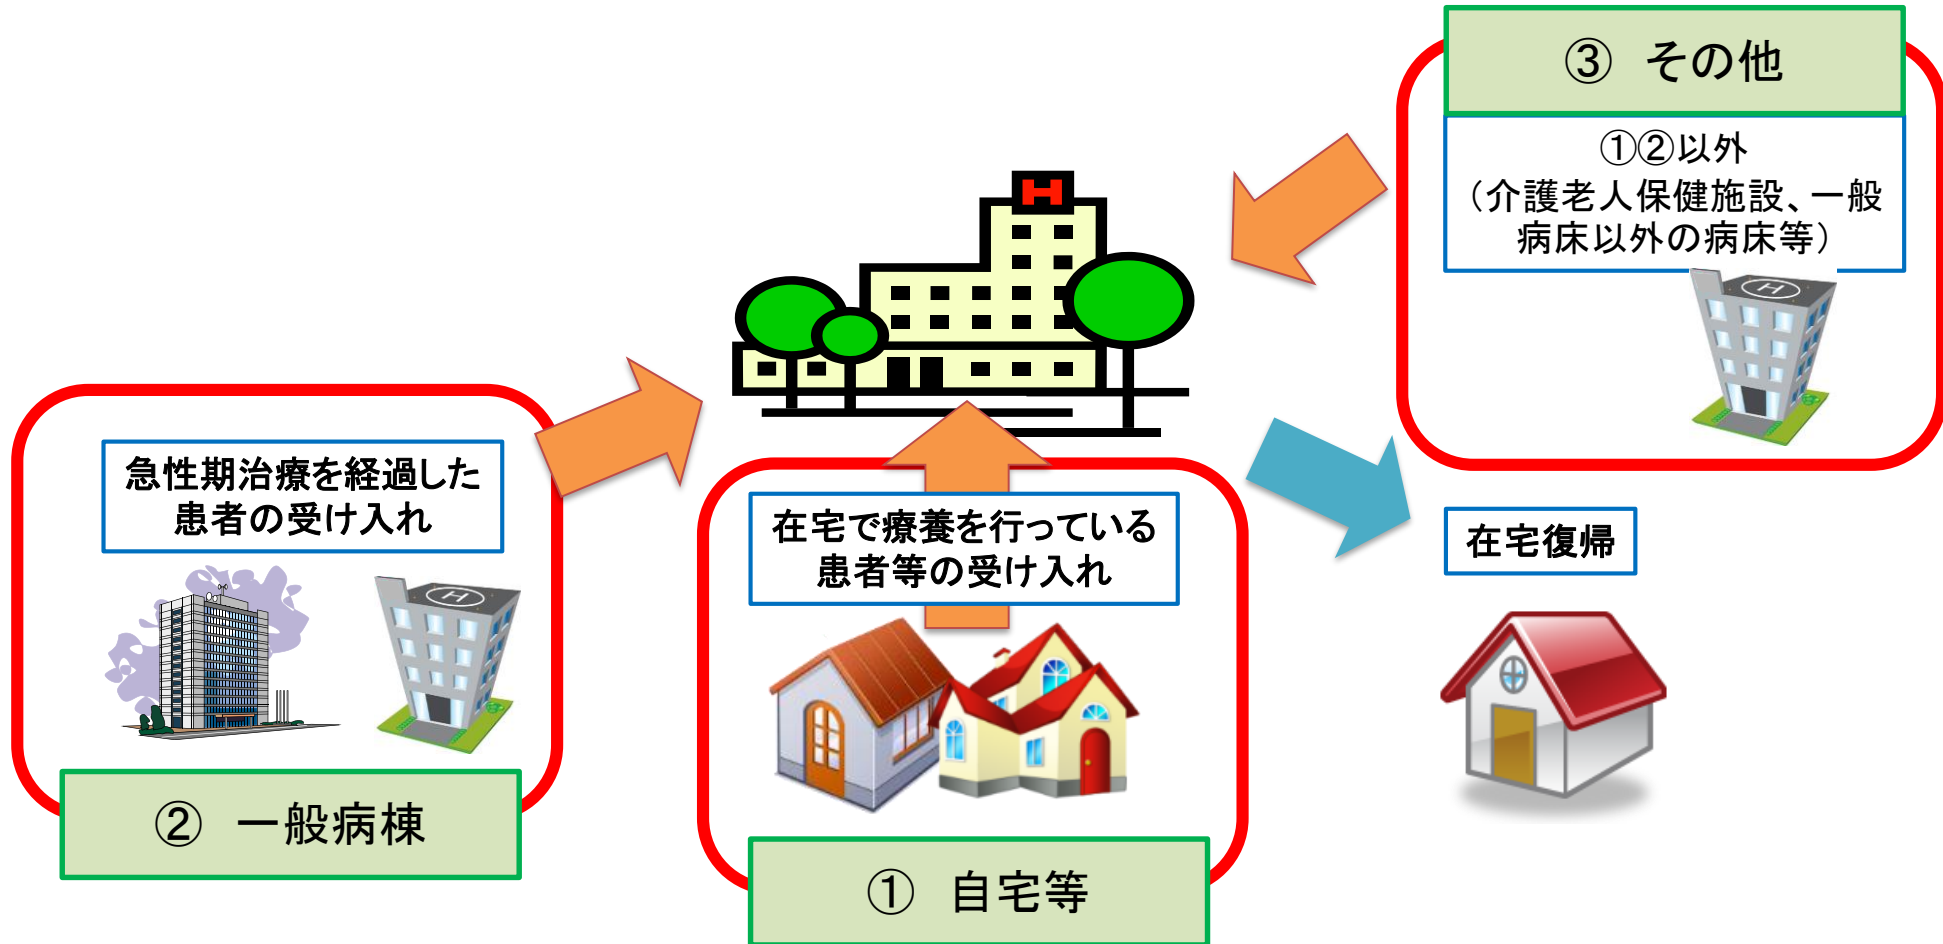 ③ その他
①②以外
（介護老人保健施設、一般
病床以外の病床等）
H
急性期治療を経過した
患者の受け入れ
H
② 一般病棟
在宅で療養を行っている
患者等の受け入れ
① 自宅等
H
在宅復帰